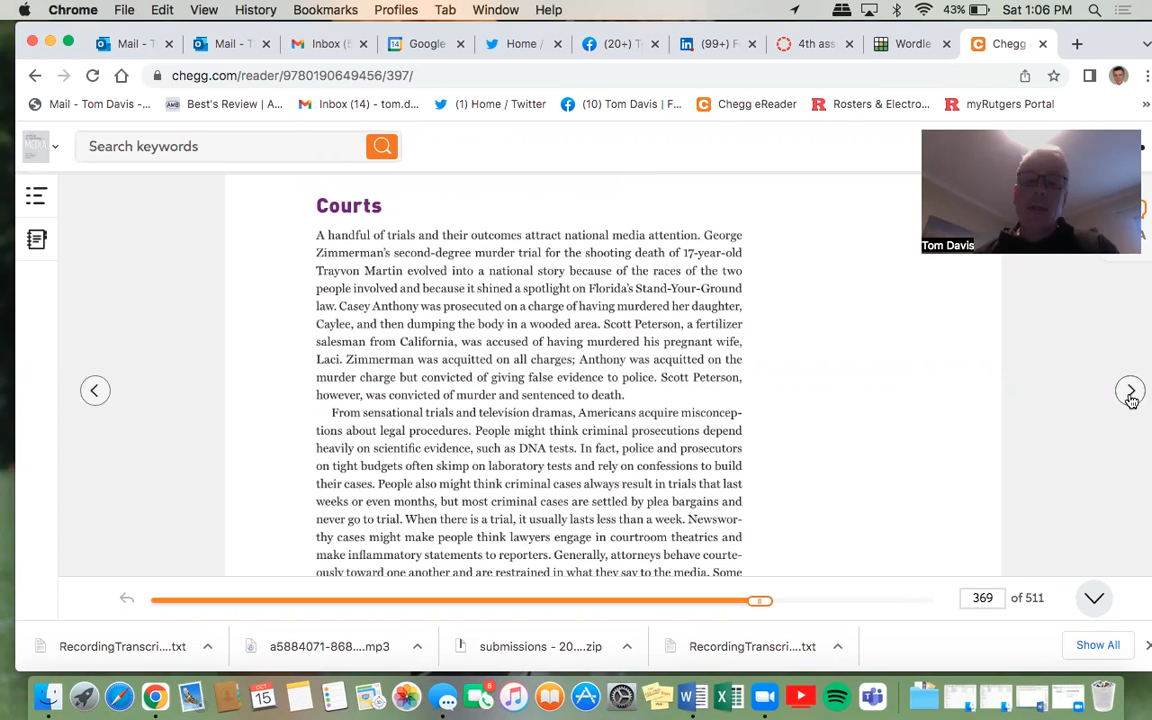 Chrome File Edit View History Bookmarks Profiles Tab Window Help 43% Sat 1:06 PM
Mail - T Mail - T Inbox (5 Google Home / (20+) T (99+) F 4th ass Wordle Chegg
chegg.com/reader/9780190649456/397/
Mail - Tom Davis -... Best's Review | A... Inbox (14) - tom.d... (1) Home / Twitter (10) Tom Davis | F... Chegg eReader Rosters & Electro... myRutgers Portal »
Search keywords
Tom Davis
Courts
A handful of trials and their outcomes attract national media attention. George
Zimmerman's second-degree murder trial for the shooting death of 17-year-old
Trayvon Martin evolved into a national story because of the races of the two
people involved and because it shined a spotlight on Florida's Stand-Your-Ground
law. Casey Anthony was prosecuted on a charge of having murdered her daughter,
Caylee, and then dumping the body in a wooded area. Scott Peterson, a fertilizer
salesman from California, was accused of having murdered his pregnant wife,
Laci. Zimmerman was acquitted on all charges; Anthony was acquitted on the
murder charge but convicted of giving false evidence to police. Scott Peterson,
however, was convicted of murder and sentenced to death.
From sensational trials and television dramas, Americans acquire misconcep-
tions about legal procedures. People might think criminal prosecutions depend
heavily on scientific evidence, such as DNA tests. In fact, police and prosecutors
on tight budgets often skimp on laboratory tests and rely on confessions to build
their cases. People also might think criminal cases always result in trials that last
weeks or even months, but most criminal cases are settled by plea bargains and
never go to trial. When there is a trial, it usually lasts less than a week. Newswor-
thy cases might make people think lawyers engage in courtroom theatrics and
make inflammatory statements to reporters. Generally, attorneys behave courte-
ously toward one another and are restrained in what they say to the media. Some
369 of 511
RecordingTranscri....txt a5884071-868....mp3 submissions - 20....zip RecordingTranscri....txt Show All
OCT
15
8